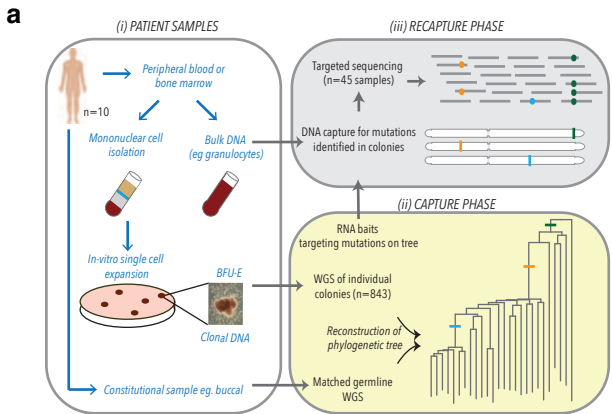 a
(i) PATIENT SAMPLES
Peripheral blood or
bone marrow
n=10
Mononuclear cell
isolation
Bulk DNA
(eg granulocytes)
In-vitro single cell
expansion
BFU-E
Clonal DNA
Constitutional sample eg. buccal
(iii) RECAPTURE PHASE
Targeted sequencing
(n=45 samples)
DNA capture for mutations
identified in colonies
(ii) CAPTURE PHASE
RNA baits
targeting mutations on tree
WGS of individual
colonies (n=843)
Reconstruction of
phylogenetic tree
Matched germline
WGS